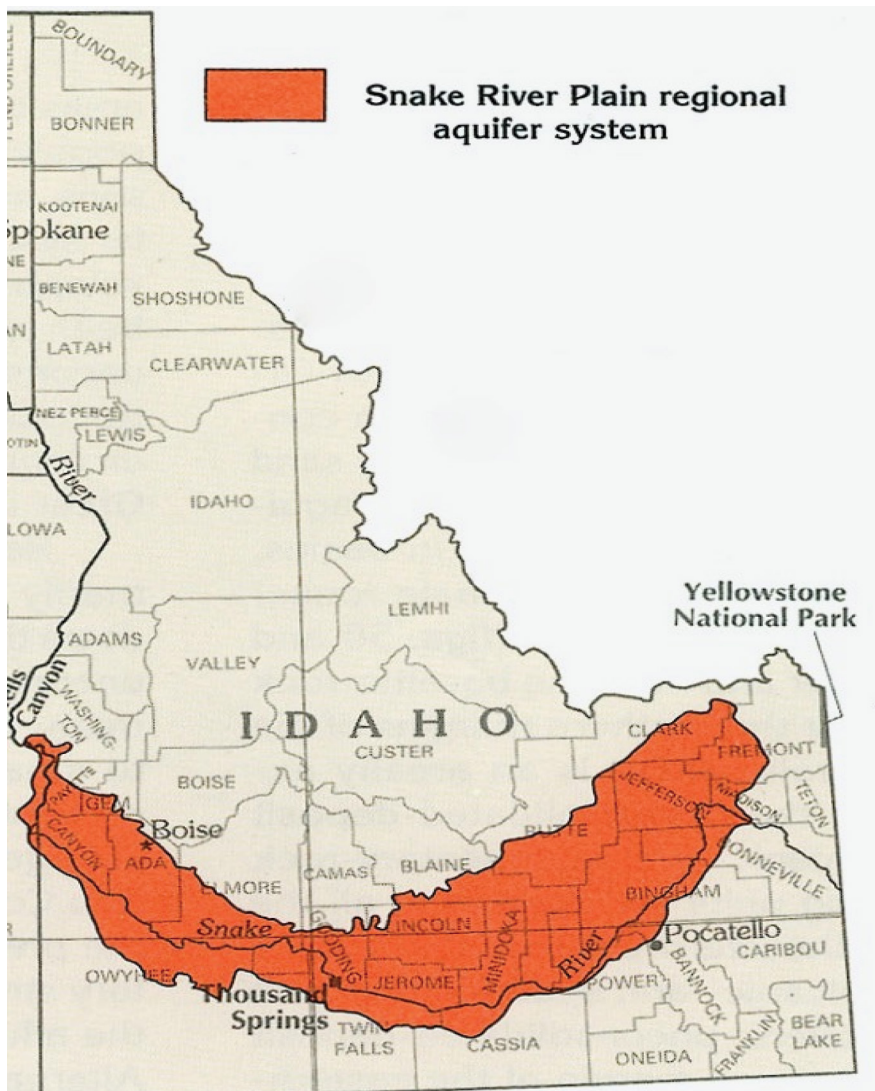 BOUNDARY
BONNER
Snake River Plain regional
aquifer system
KOOTENAI
Spokane
BENEWAH
SHOSHONE
LATAH
CLEARWATER
NEZ PERCE
LEWIS
River
IDAHO
LEMHI
Yellowstone
National Park
ADAMS
VALLEY
Canyon
WASHING-
TON
IDAHO
CUSTER
CLARK
FREMONT
BOISE
PAYETTE
GEM
JEFFERSON
MADISON
TETON
Boise
BUTTE
CANYON
ADA
ELMORE
CAMAS
BLAINE
BONNEVILLE
BINGHAM
Snake
GOODING
LINCOLN
MINIDOKA
River
Pocatello
CARIBOU
OWYHEE
JEROME
POWER
BANNOCK
Thousand
Springs
TWIN
FALLS
CASSIA
ONEIDA
FRANKLIN
BEAR
LAKE